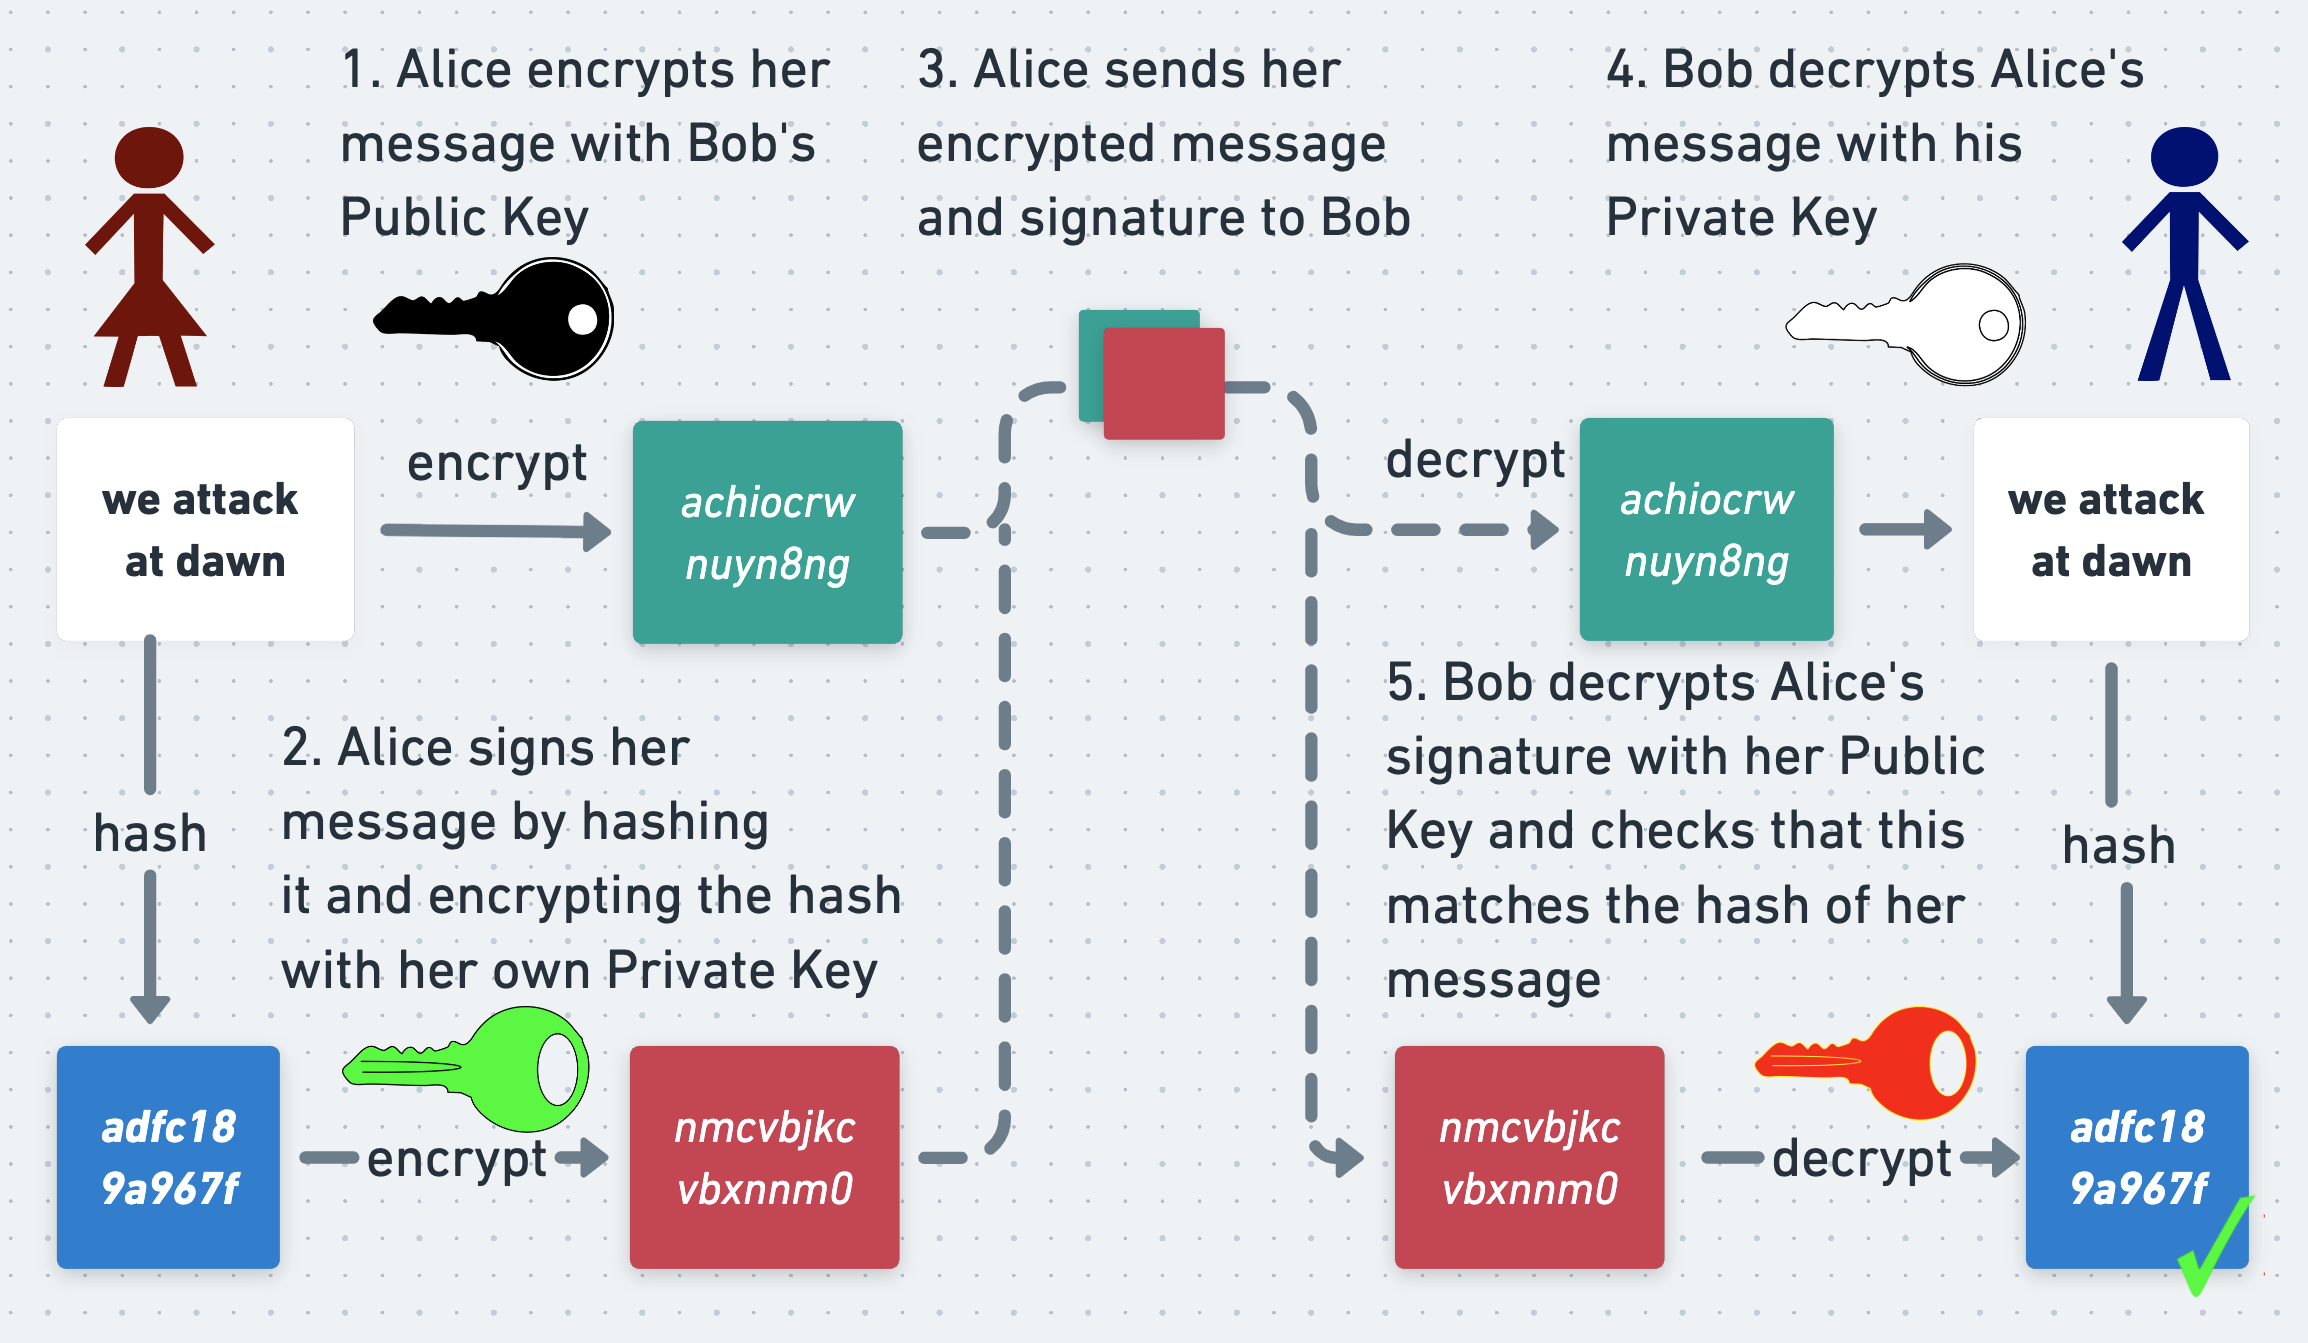 1. Alice encrypts her
message with Bob's
Public Key
3. Alice sends her
encrypted message
and signature to Bob
4. Bob decrypts Alice's
message with his
Private Key
we attack
at dawn
encrypt
achiocrw
nuyn8ng
decrypt
achiocrw
nuyn8ng
we attack
at dawn
hash
2. Alice signs her
message by hashing
it and encrypting the hash
with her own Private Key
5. Bob decrypts Alice's
signature with her Public
Key and checks that this
matches the hash of her
message
hash
adfc18
9a967f
encrypt
nmcvbjkc
vbxnnm0
nmcvbjkc
vbxnnm0
decrypt
adfc18
9a967f